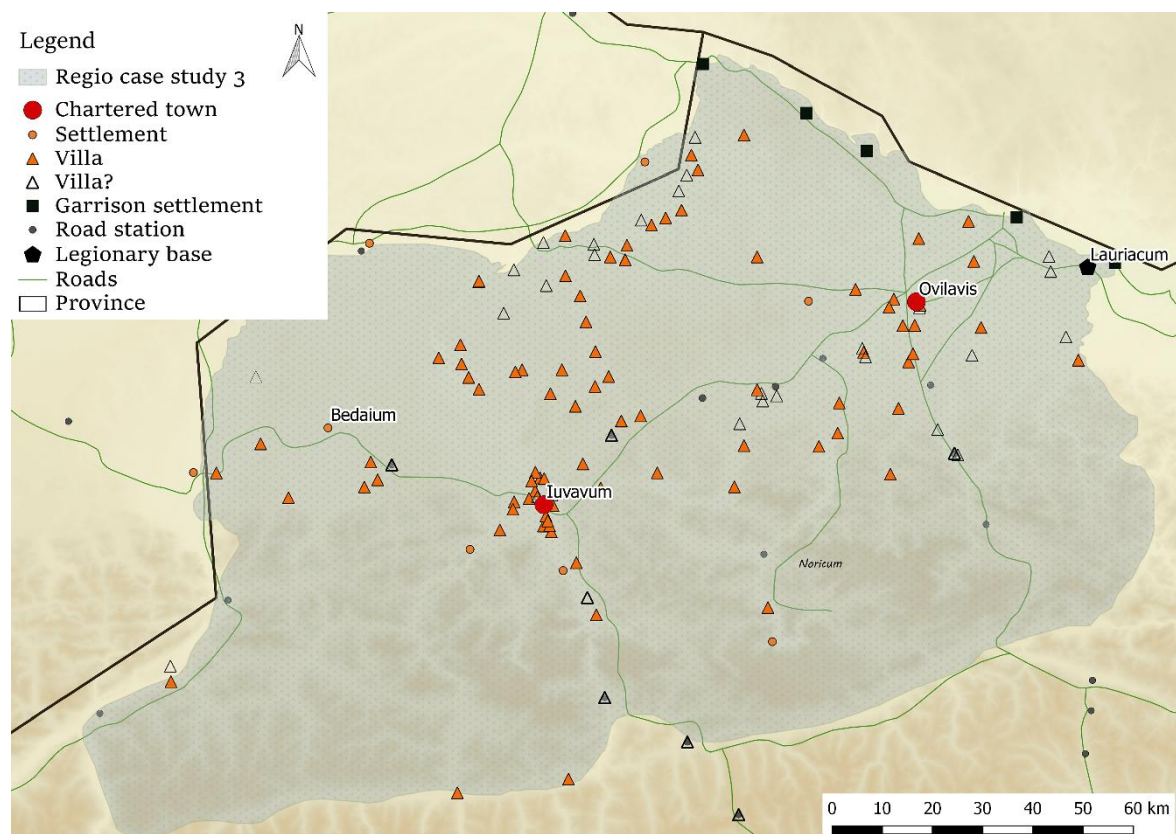 Legend
N
Regio case study 3
Chartered town
Settlement
Villa
Villa?
Garrison settlement
Road station
Legionary base
Roads
Province
Lauriacum
Ovilavis
Bedaium
Iuvavum
Noricum
0 10 20 30 40 50 60 km